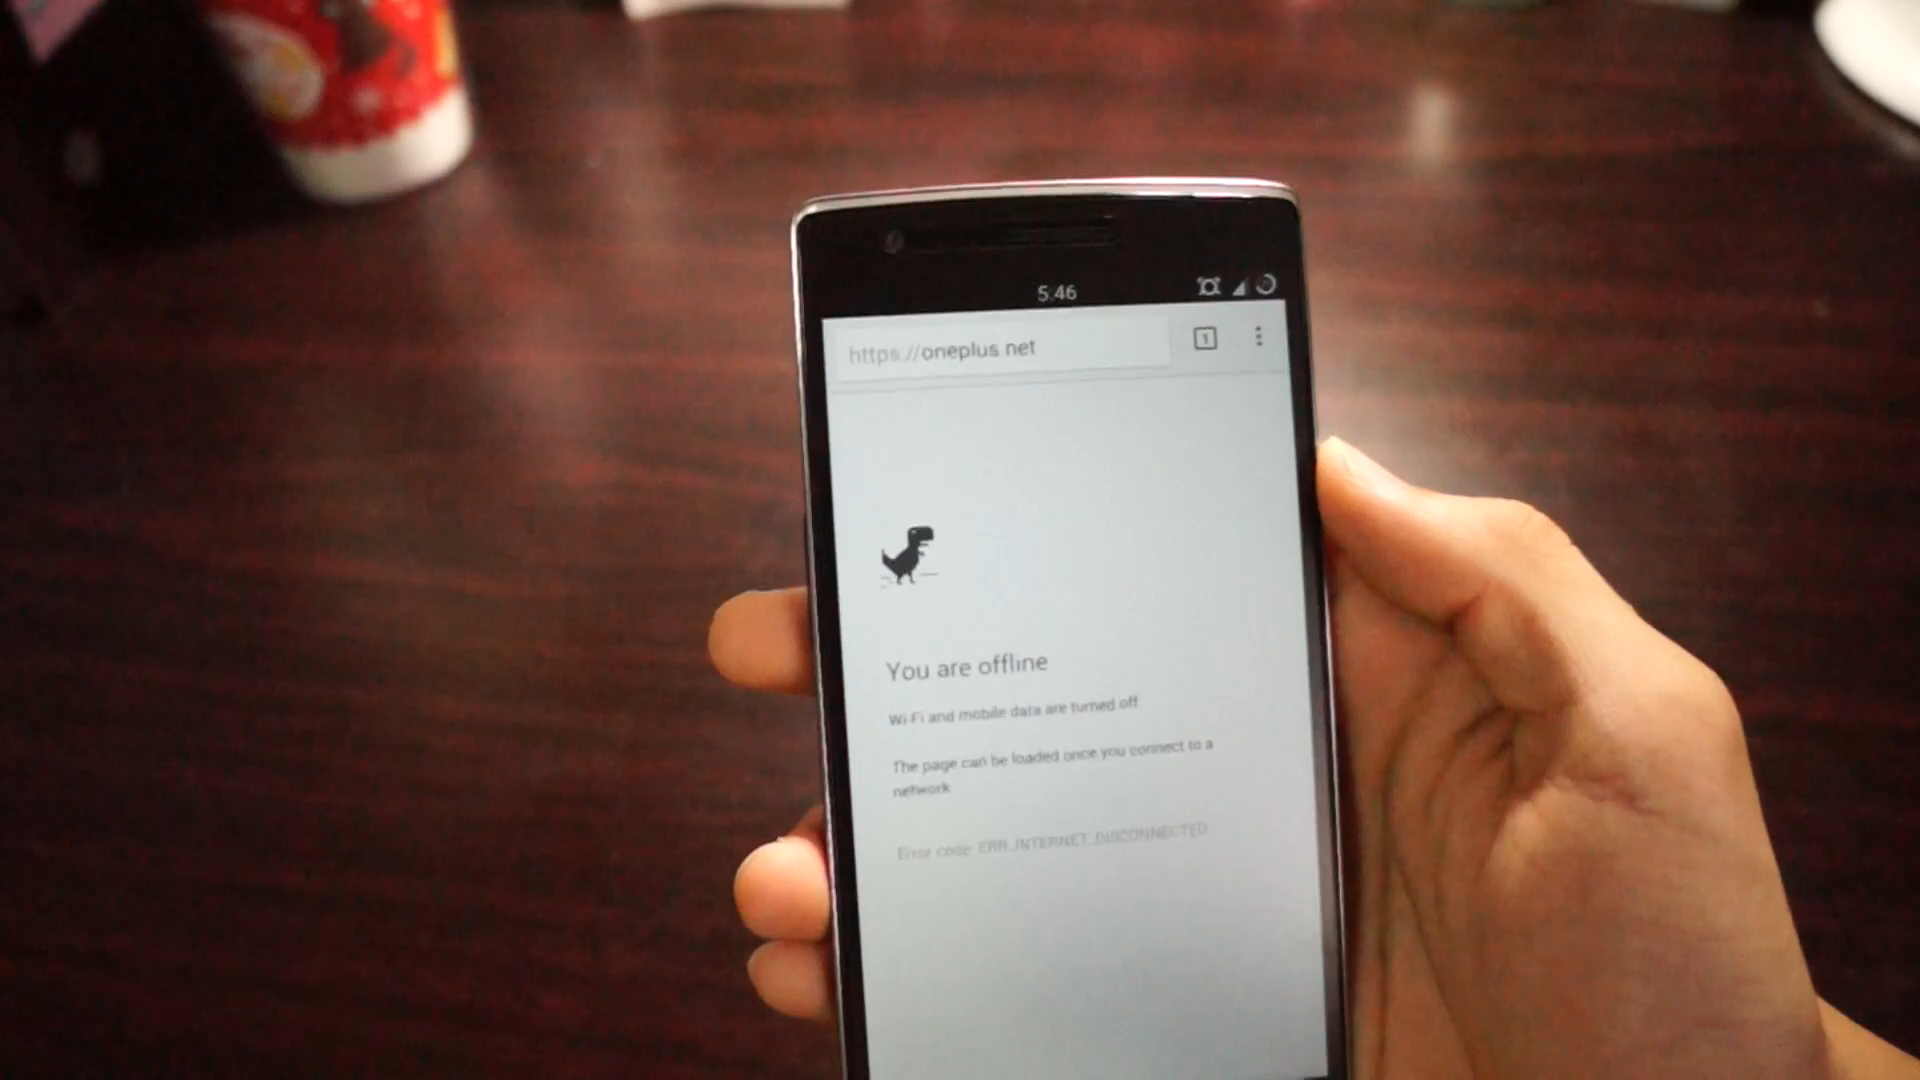 5:46
https://oneplus.net
1
You are offline
Wi-Fi and mobile data are turned off.
The page can be loaded once you connect to a
network.
Error code: ERR_INTERNET_DISCONNECTED